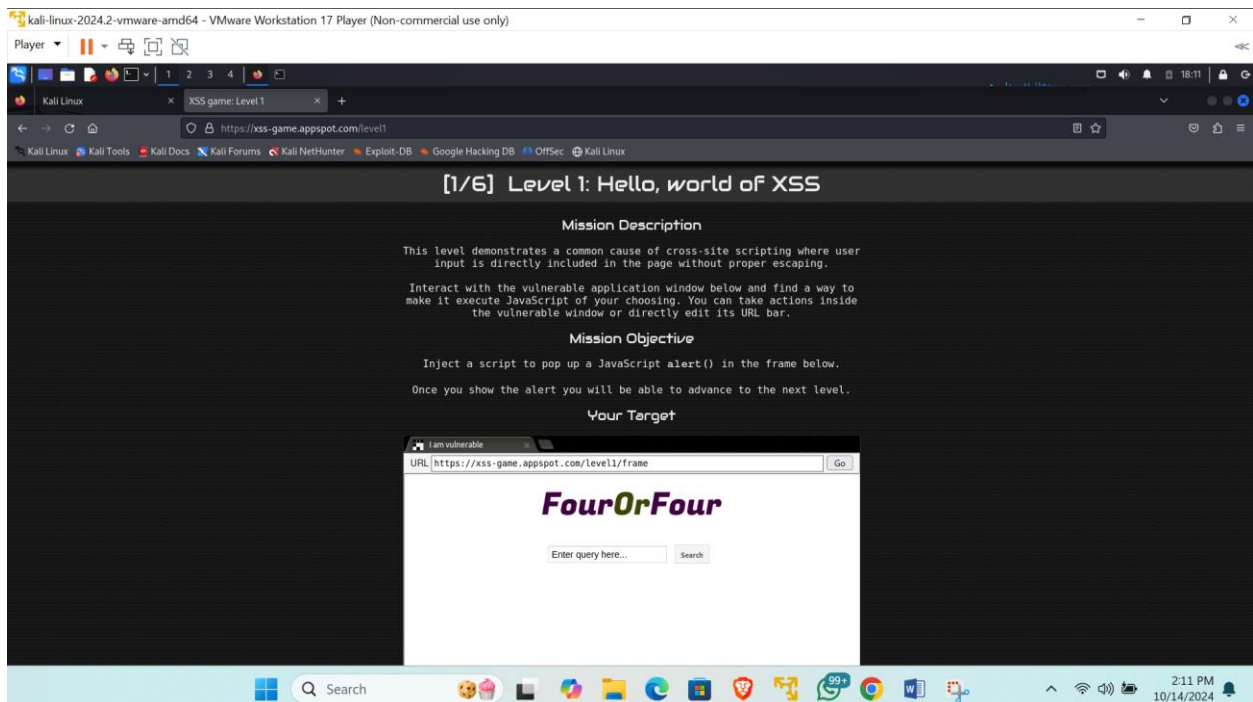 kali-linux-2024.2-vmware-amd64 - VMware Workstation 17 Player (Non-commercial use only)
Player
1 2 3 4
18:11
Kali Linux
XSS game: Level 1
https://xss-game.appspot.com/level1
Kali Linux Kali Tools Kali Docs Kali Forums Kali NetHunter Exploit-DB Google Hacking DB OffSec Kali Linux
[1/6] Level 1: Hello, world of XSS
Mission Description
This level demonstrates a common cause of cross-site scripting where user
input is directly included in the page without proper escaping.
Interact with the vulnerable application window below and find a way to
make it execute JavaScript of your choosing. You can take actions inside
the vulnerable window or directly edit its URL bar.
Mission Objective
Inject a script to pop up a JavaScript alert() in the frame below.
Once you show the alert you will be able to advance to the next level.
Your Target
I am vulnerable
URL https://xss-game.appspot.com/level1/frame Go
FourOrFour
Enter query here... Search
Search
99+
2:11 PM
10/14/2024